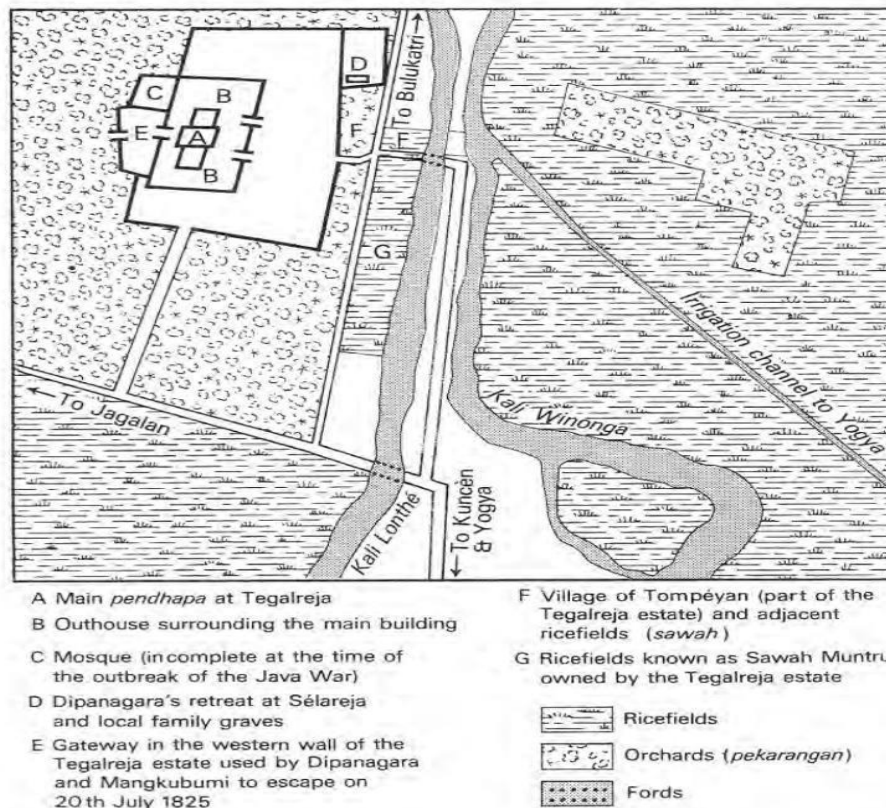 To Bulukatri
D
C
B
E
A
F
F
B
G
Irrigation channel to Yogya
Kali Winonga
To Jagalan
Kali Lonthé
To Kuncèn
& Yogya
A Main pendhapa at Tegalreja
B Outhouse surrounding the main building
C Mosque (incomplete at the time of
the outbreak of the Java War)
D Dipanagara's retreat at Sélareja
and local family graves
E Gateway in the western wall of the
Tegalreja estate used by Dipanagara
and Mangkubumi to escape on
20th July 1825
F Village of Tompéyan (part of the
Tegalreja estate) and adjacent
ricefields (sawah)
G Ricefields known as Sawah Muntru
owned by the Tegalreja estate
Ricefields
Orchards (pekarangan)
Fords